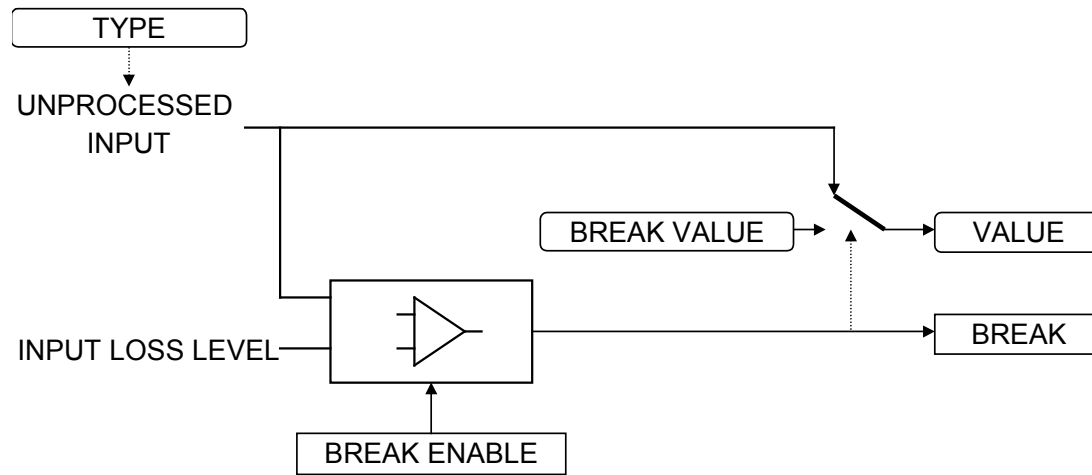 TYPE
UNPROCESSED
INPUT
BREAK VALUE
VALUE
INPUT LOSS LEVEL
BREAK
BREAK ENABLE